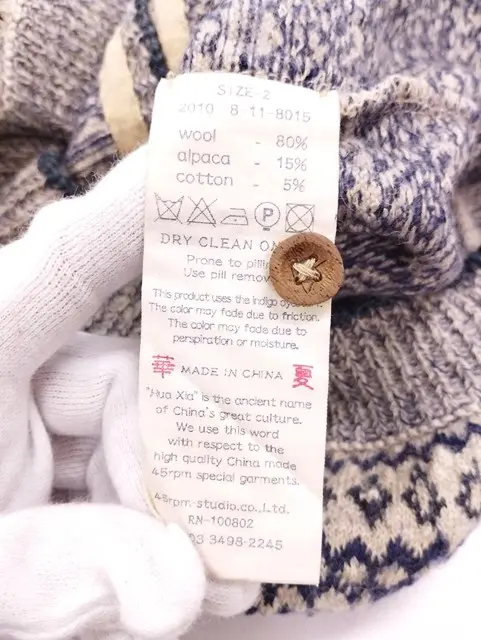 SIZE-2
2010 8 11-8015
wool - 80%
alpaca - 15%
cotton - 5%
P
DRY CLEAN
Prone to
Use pill
This product uses the indigo
The color may fade due to friction.
The color may fade due to
perspiration or moisture.
華 MADE IN CHINA 夏
"Hua Xia" is the ancient name
of China's great culture.
We use this word
with respect to the
high quality China made
45rpm special garments.
45rpm-studio.co.,Ltd.
RN-100802
03 3498-2245